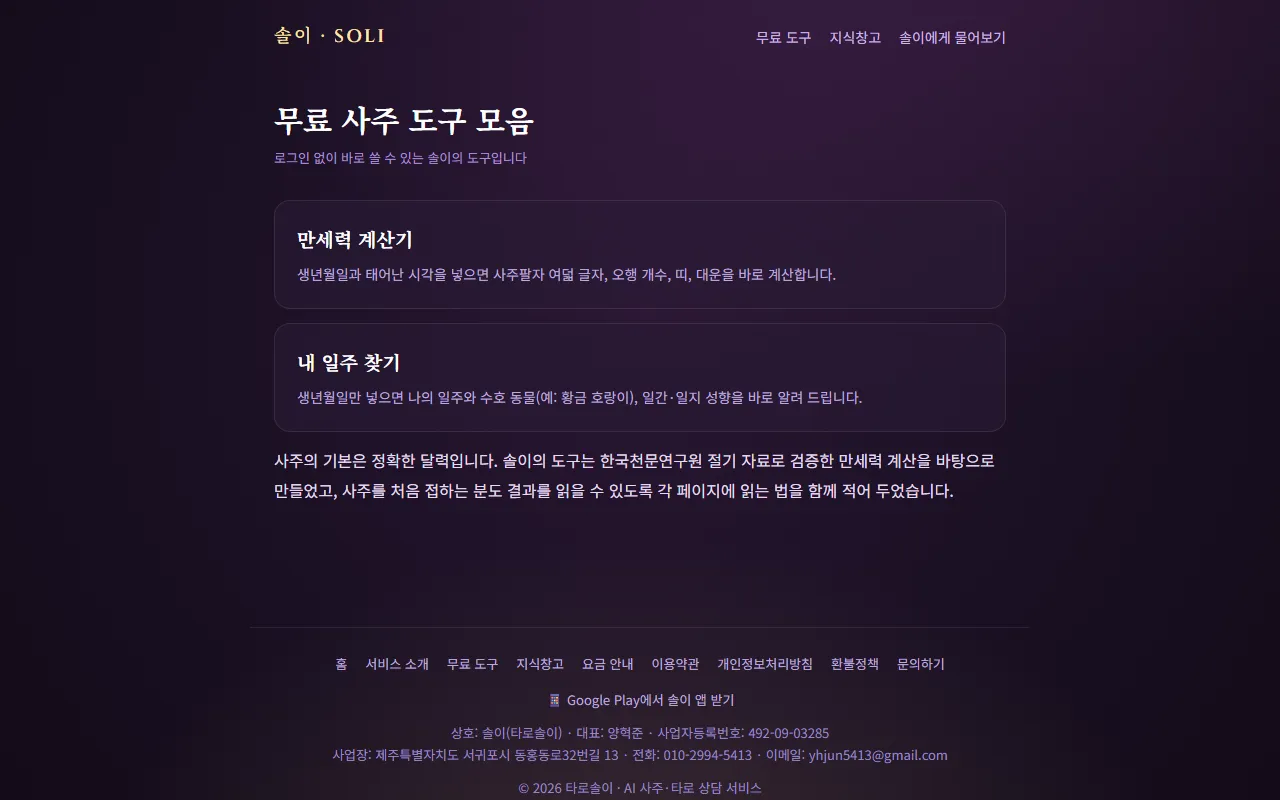 솔이 · SOLI
무료 도구 지식창고 솔이에게 물어보기
무료 사주 도구 모음
로그인 없이 바로 쓸 수 있는 솔이의 도구입니다
만세력 계산기
생년월일과 태어난 시각을 넣으면 사주팔자 여덟 글자, 오행 개수, 띠, 대운을 바로 계산합니다.
내 일주 찾기
생년월일만 넣으면 나의 일주와 수호 동물(예: 황금 호랑이), 일간·일지 성향을 바로 알려 드립니다.
사주의 기본은 정확한 달력입니다. 솔이의 도구는 한국천문연구원 절기 자료로 검증한 만세력 계산을 바탕으로
만들었고, 사주를 처음 접하는 분도 결과를 읽을 수 있도록 각 페이지에 읽는 법을 함께 적어 두었습니다.
홈 서비스 소개 무료 도구 지식창고 요금 안내 이용약관 개인정보처리방침 환불정책 문의하기
Google Play에서 솔이 앱 받기
상호: 솔이(타로솔이) · 대표: 양혁준 · 사업자등록번호: 492-09-03285
사업장: 제주특별자치도 서귀포시 동홍동로32번길 13 · 전화: 010-2994-5413 · 이메일: yhjun5413@gmail.com
© 2026 타로솔이 · AI 사주·타로 상담 서비스